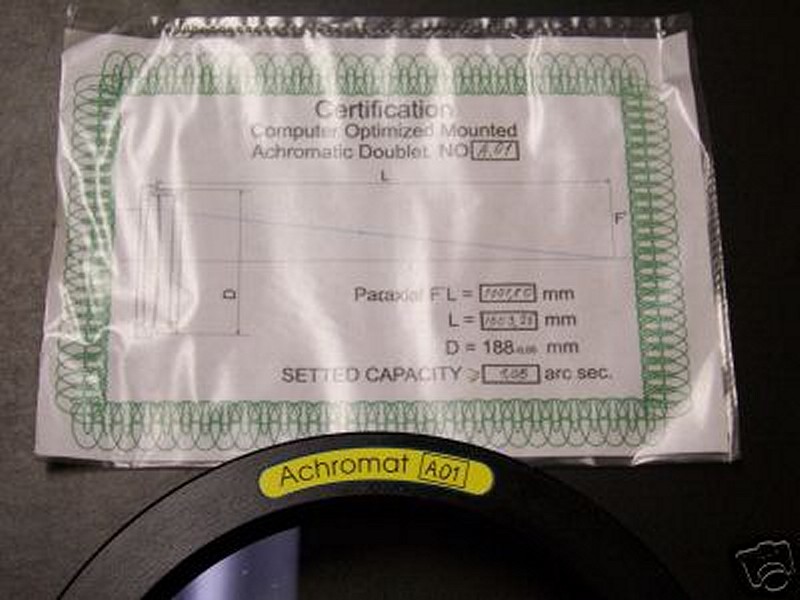 Certification
Computer Optimized Mounted
Achromatic Doublet NO A.01
L
F'
D
Paraxial F'L = mm
L = mm
D = 188 mm
SETTED CAPACITY ⩾ arc sec.
Achromat A01